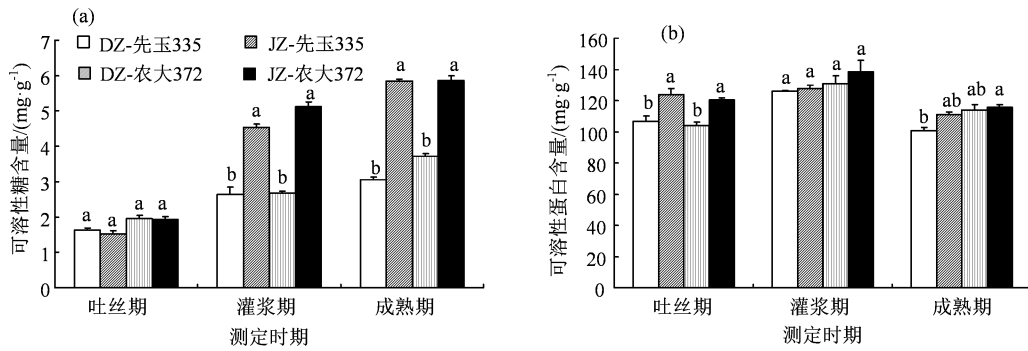 (a)
DZ-先玉335 JZ-先玉335
DZ-农大372 JZ-农大372
可溶性糖含量/(mg·g⁻¹)
7
6
5
4
3
2
1
0
a a a a
b a b a
b a b a
吐丝期 灌浆期 成熟期
测定时期
(b)
可溶性蛋白含量/(mg·g⁻¹)
160
140
120
100
80
60
40
20
0
b a b a
a a a a
b ab ab a
吐丝期 灌浆期 成熟期
测定时期